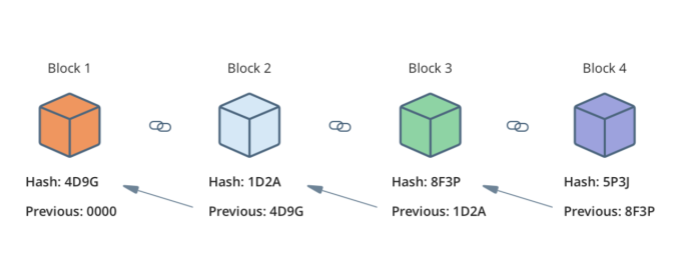 Block 1
Block 2
Block 3
Block 4
Hash: 4D9G
Hash: 1D2A
Hash: 8F3P
Hash: 5P3J
Previous: 0000
Previous: 4D9G
Previous: 1D2A
Previous: 8F3P